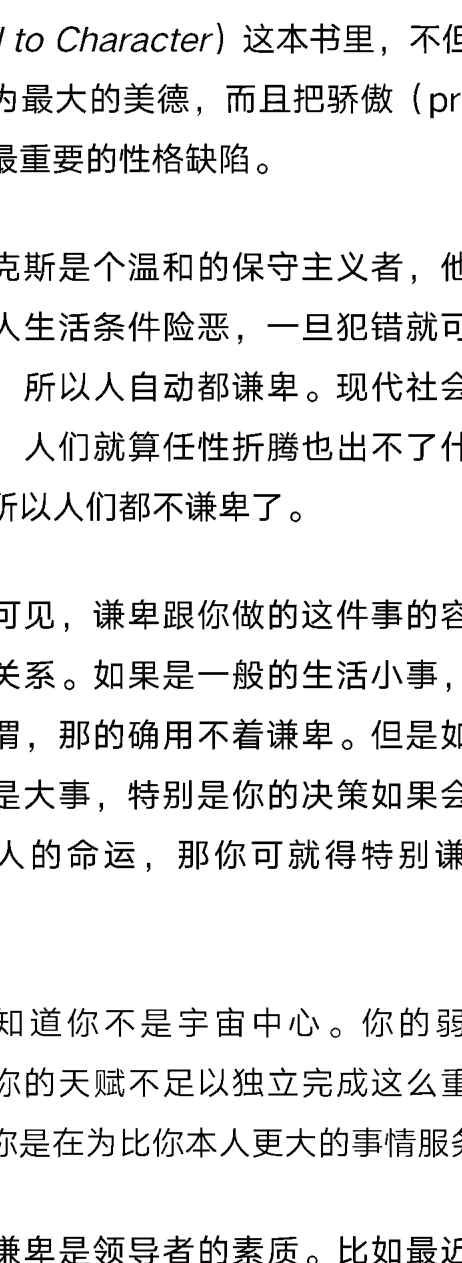 to Character）这本书里，不但
为最大的美德，而且把骄傲（pr
最重要的性格缺陷。
克斯是个温和的保守主义者，他
人生活条件险恶，一旦犯错就可
所以人自动都谦卑。现代社会
人们就算任性折腾也出不了什
所以人们都不谦卑了。
可见，谦卑跟你做的这件事的容
关系。如果是一般的生活小事，
谓，那的确用不着谦卑。但是如
是大事，特别是你的决策如果会
人的命运，那你可就得特别谦
知道你不是宇宙中心。你的弱
你的天赋不足以独立完成这么重
你是在为比你本人更大的事情服务
谦卑是领导者的素质。比如最近